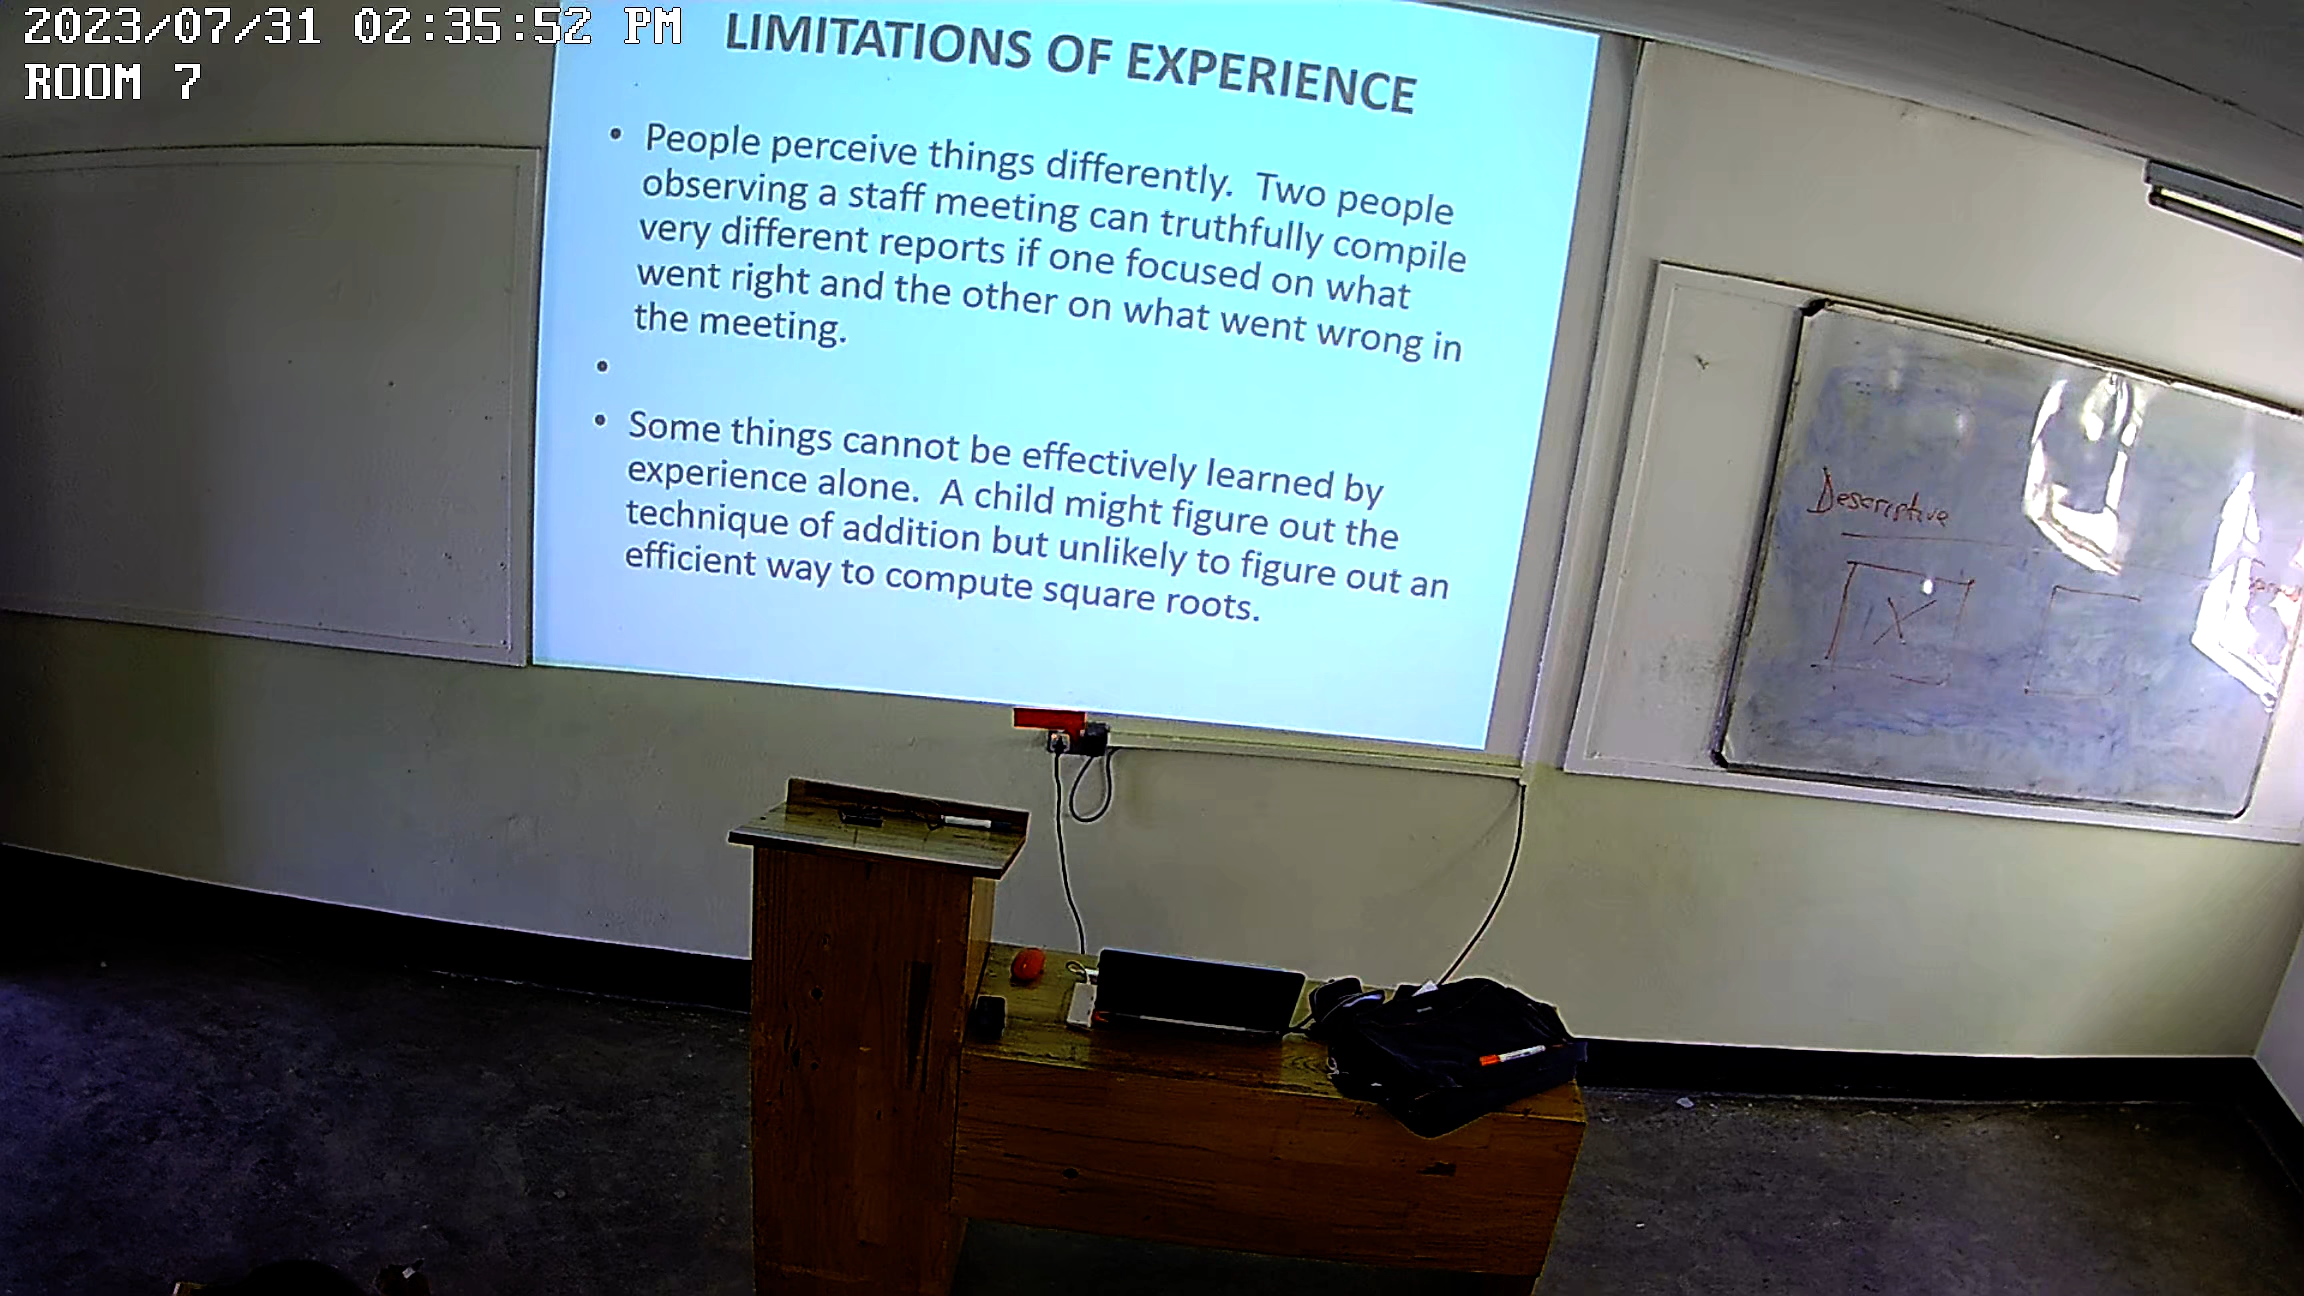 2023/07/31 02:35:52 PM
ROOM 7
LIMITATIONS OF EXPERIENCE
• People perceive things differently.  Two people
observing a staff meeting can truthfully compile
very different reports if one focused on what
went right and the other on what went wrong in
the meeting.
•
• Some things cannot be effectively learned by
experience alone.  A child might figure out the
technique of addition but unlikely to figure out an
efficient way to compute square roots.
Descriptive
X